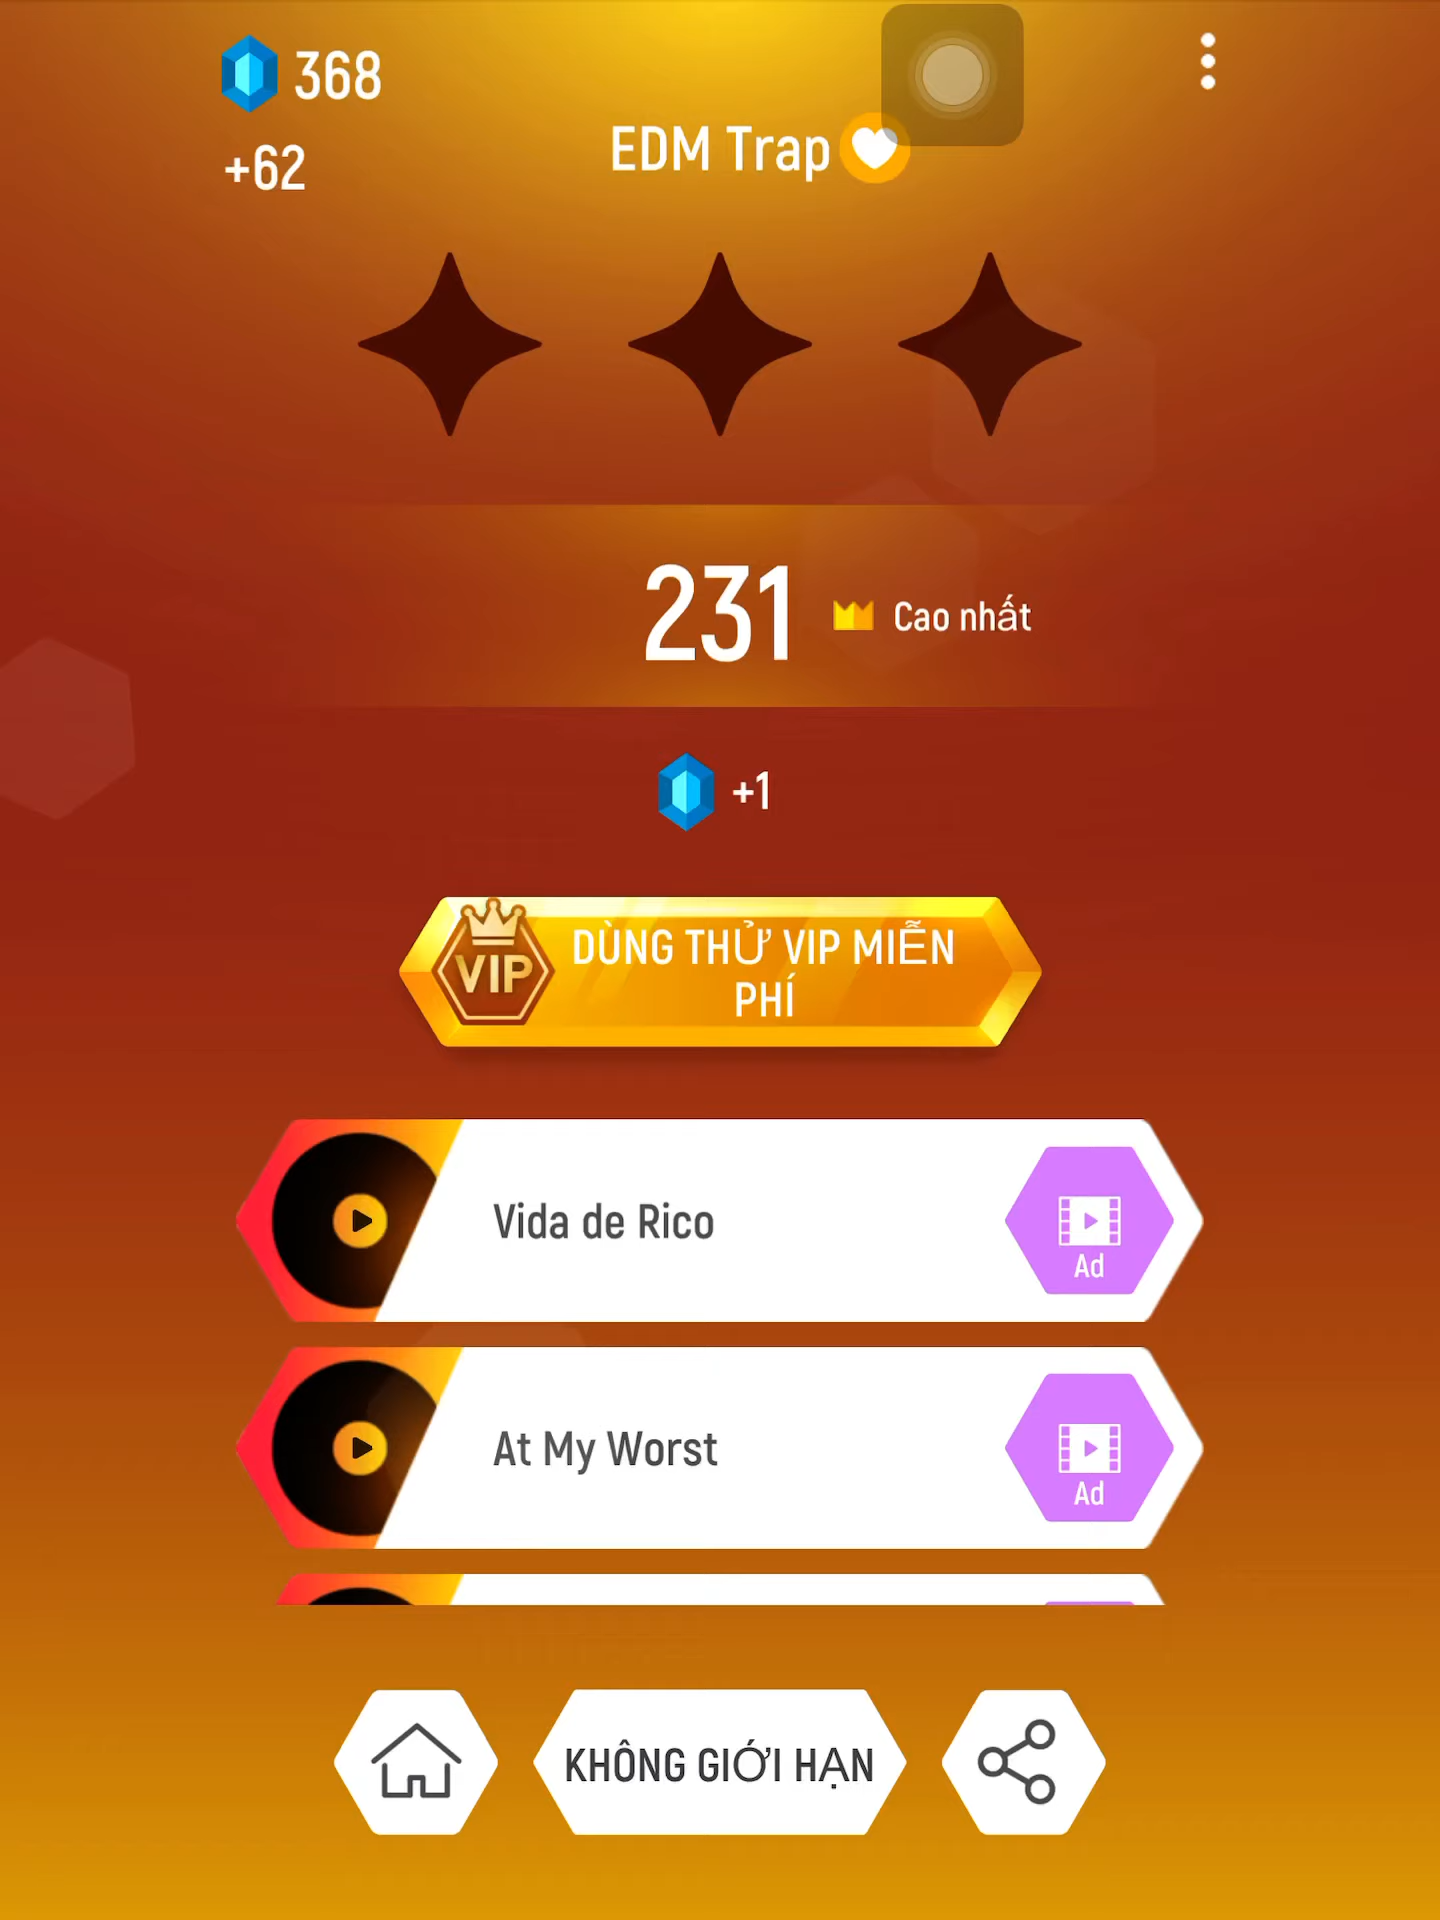 368
+62
EDM Trap
231
Cao nhất
+1
VIP
DÙNG THỬ VIP MIỄN
PHÍ
Vida de Rico
Ad
At My Worst
Ad
KHÔNG GIỚI HẠN